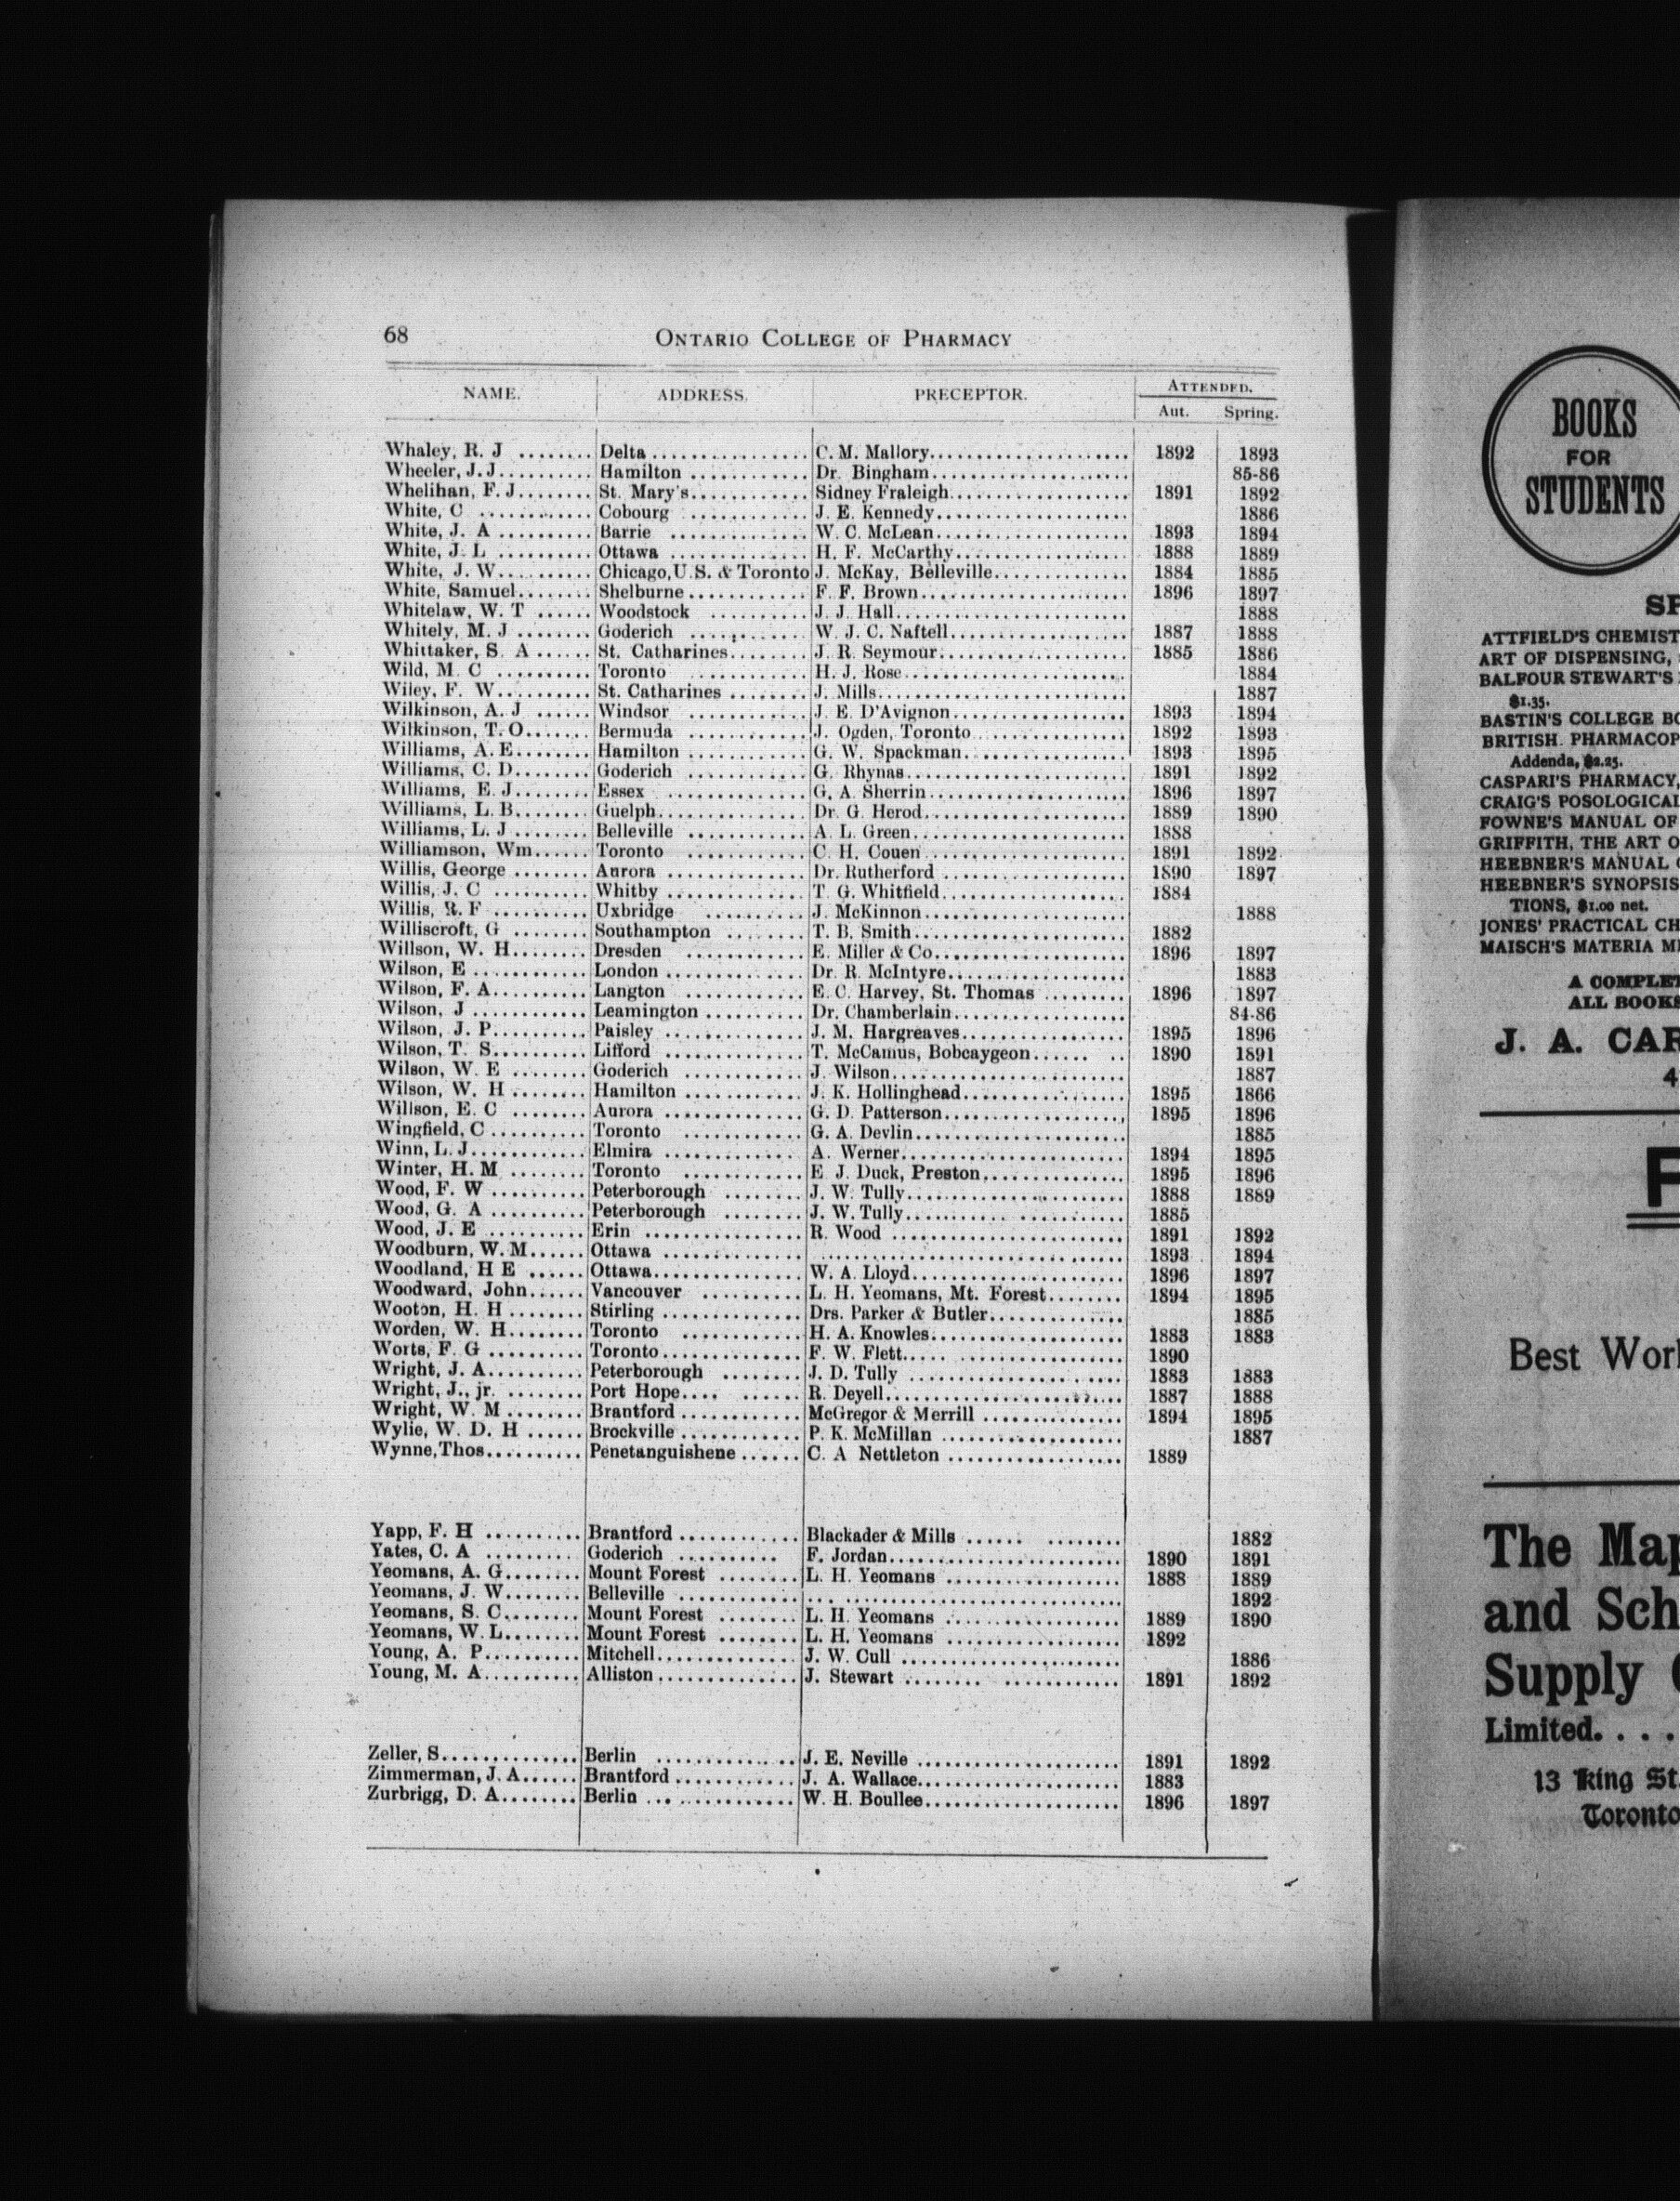 68
ONTARIO COLLEGE OF PHARMACY
NAME. ADDRESS. PRECEPTOR. ATTENDED.
Aut. Spring.
Whaley, R. J ........ Delta ............... C. M. Mallory..................... 1892 1893
Wheeler, J. J......... Hamilton ............ Dr. Bingham..................... 85-86
Whelihan, F. J........ St. Mary's............ Sidney Fraleigh................... 1891 1892
White, C ............ Cobourg ............ J. E. Kennedy.................... 1886
White, J. A .......... Barrie .............. W. C. McLean.................... 1893 1894
White, J. L .......... Ottawa .............. H. F. McCarthy.................. 1888 1889
White, J. W.......... Chicago, U.S. & Toronto J. McKay, Belleville.............. 1884 1885
White, Samuel........ Shelburne............ F. F. Brown...................... 1896 1897
Whitelaw, W. T ...... Woodstock .......... J. J. Hall........................ 1888
Whitely, M. J ........ Goderich ............ W. J. C. Naftell................... 1887 1888
Whittaker, S. A ...... St. Catharines........ J. R. Seymour.................... 1885 1886
Wild, M. C .......... Toronto ............ H. J. Rose....................... 1884
Wiley, F. W.......... St. Catharines ........ J. Mills.......................... 1887
Wilkinson, A. J ...... Windsor ............ J. E. D'Avignon.................. 1893 1894
Wilkinson, T. O....... Bermuda ............ J. Ogden, Toronto................ 1892 1893
Williams, A. E........ Hamilton ............ G. W. Spackman.................. 1893 1895
Williams, C. D........ Goderich ............ G. Rhynas....................... 1891 1892
Williams, E. J........ Essex .............. G. A. Sherrin..................... 1896 1897
Williams, L. B........ Guelph............... Dr. G. Herod..................... 1889 1890
Williams, L. J ........ Belleville ............ A. L. Green...................... 1888
Williamson, Wm...... Toronto ............ C. H. Couen ..................... 1891 1892
Willis, George ........ Aurora .............. Dr. Rutherford ................... 1890 1897
Willis, J. C .......... Whitby .............. T. G. Whitfield................... 1884
Willis, R. F .......... Uxbridge .......... J. McKinnon..................... 1888
Williscroft, G ........ Southampton ........ T. B. Smith...................... 1882
Willson, W. H........ Dresden ............ E. Miller & Co.................... 1896 1897
Wilson, E ............ London .............. Dr. R. McIntyre.................. 1883
Wilson, F. A.......... Langton ............ E. C. Harvey, St. Thomas ......... 1896 1897
Wilson, J ............ Leamington .......... Dr. Chamberlain.................. 84-86
Wilson, J. P.......... Paisley .............. J. M. Hargreaves................. 1895 1896
Wilson, T. S.......... Lifford .............. T. McCamus, Bobcaygeon...... .. 1890 1891
Wilson, W. E ........ Goderich ............ J. Wilson........................ 1887
Wilson, W. H ........ Hamilton ............ J. K. Hollinghead................. 1895 1866
Willson, E. C ........ Aurora .............. G. D. Patterson................... 1895 1896
Wingfield, C .......... Toronto ............ G. A. Devlin...................... 1885
Winn, L. J............ Elmira .............. A. Werner....................... 1894 1895
Winter, H. M ........ Toronto ............ E J. Duck, Preston............... 1895 1896
Wood, F. W .......... Peterborough ........ J. W. Tully....................... 1888 1889
Wood, G. A .......... Peterborough ........ J. W. Tully........... ............ 1885
Wood, J. E .......... Erin ................ R. Wood ........................ 1891 1892
Woodburn, W. M...... Ottawa .............. ............................... 1893 1894
Woodland, H E ...... Ottawa............... W. A. Lloyd...................... 1896 1897
Woodward, John...... Vancouver .......... L. H. Yeomans, Mt. Forest........ 1894 1895
Wooton, H. H ........ Stirling .............. Drs. Parker & Butler.............. 1885
Worden, W. H........ Toronto ............ H. A. Knowles.................... 1883 1883
Worts, F. G .......... Toronto.............. F. W. Flett...................... 1890
Wright, J. A.......... Peterborough ........ J. D. Tully ...................... 1883 1883
Wright, J., jr. ........ Port Hope.... ...... R. Deyell........................ 1887 1888
Wright, W. M ........ Brantford ............ McGregor & Merrill ............... 1894 1895
Wylie, W. D. H ...... Brockville ............ P. K. McMillan ................... 1887
Wynne, Thos.......... Penetanguishene ...... C. A Nettleton .................. 1889
Yapp, F. H .......... Brantford ............ Blackader & Mills ...... ........ 1882
Yates, C. A ......... Goderich .......... F. Jordan........................ 1890 1891
Yeomans, A. G........ Mount Forest ........ L. H. Yeomans .................. 1888 1889
Yeomans, J. W........ Belleville ............ ................................ 1892
Yeomans, S. C........ Mount Forest ........ L. H. Yeomans .................. 1889 1890
Yeomans, W. L........ Mount Forest ........ L. H. Yeomans .................. 1892
Young, A. P.......... Mitchell.............. J. W. Cull ...................... 1886
Young, M. A.......... Alliston .............. J. Stewart ........ ............ 1891 1892
Zeller, S.............. Berlin .............. J. E. Neville ..................... 1891 1892
Zimmerman, J. A...... Brantford ............ J. A. Wallace..................... 1883
Zurbrigg, D. A........ Berlin ............... W. H. Boullee.................... 1896 1897
BOOKS
FOR
STUDENTS
ATTFIELD'S CHEMIST
ART OF DISPENSING,
BALFOUR STEWART'S
$1.35.
BASTIN'S COLLEGE BO
BRITISH PHARMACOP
Addenda, $2.25.
CASPARI'S PHARMACY,
CRAIG'S POSOLOGICAL
FOWNE'S MANUAL OF
GRIFFITH, THE ART O
HEEBNER'S MANUAL
HEEBNER'S SYNOPSIS
TIONS, $1.00 net.
JONES' PRACTICAL CH
MAISCH'S MATERIA M
A COMPLET
ALL BOOKS
J. A. CAR
4
Best Wor
The Map
and Sch
Supply
Limited. . . .
13 King St.
Toronto